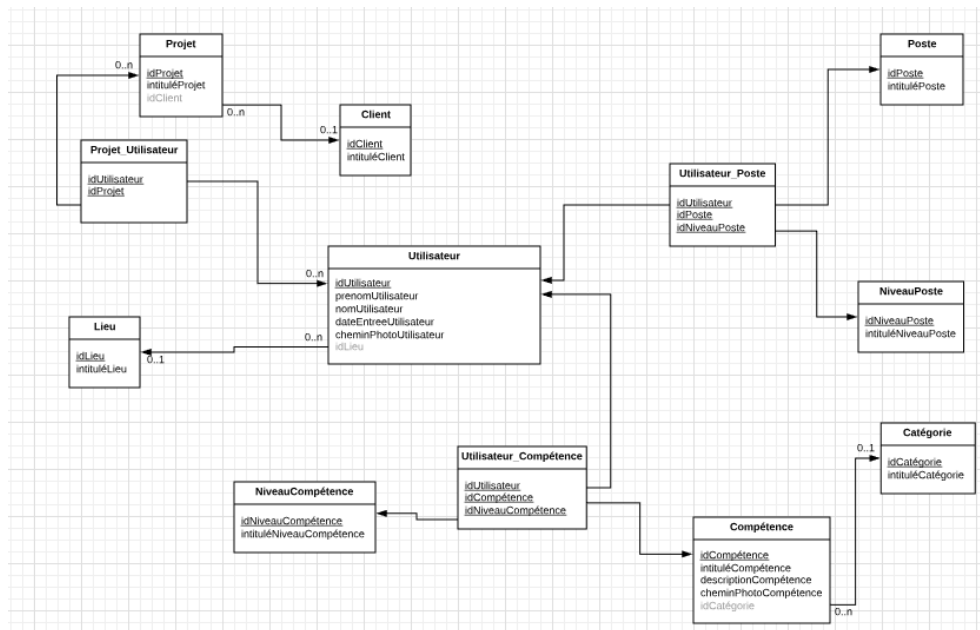 Projet
idProjet
intituléProjet
idClient
0..n
0..n
Client
idClient
intituléClient
0..1
Projet_Utilisateur
idUtilisateur
idProjet
Poste
idPoste
intituléPoste
Utilisateur_Poste
idUtilisateur
idPoste
idNiveauPoste
Utilisateur
idUtilisateur
prenomUtilisateur
nomUtilisateur
dateEntreeUtilisateur
cheminPhotoUtilisateur
idLieu
0..n
0..n
NiveauPoste
idNiveauPoste
intituléNiveauPoste
Lieu
idLieu
intituléLieu
0..1
Utilisateur_Compétence
idUtilisateur
idCompétence
idNiveauCompétence
NiveauCompétence
idNiveauCompétence
intituléNiveauCompétence
Catégorie
idCatégorie
intituléCatégorie
0..1
Compétence
idCompétence
intituléCompétence
descriptionCompétence
cheminPhotoCompétence
idCatégorie
0..n